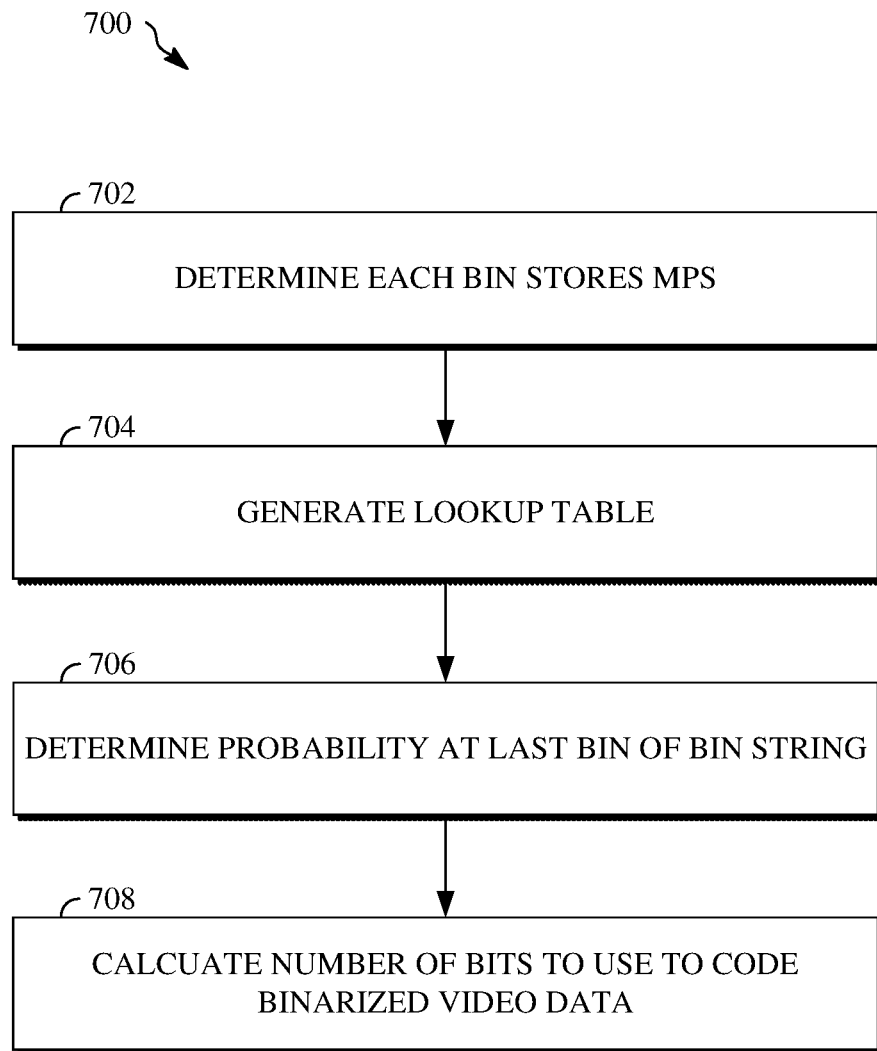 700
702
DETERMINE EACH BIN STORES MPS
704
GENERATE LOOKUP TABLE
706
DETERMINE PROBABILITY AT LAST BIN OF BIN STRING
708
CALCUATE NUMBER OF BITS TO USE TO CODE
BINARIZED VIDEO DATA